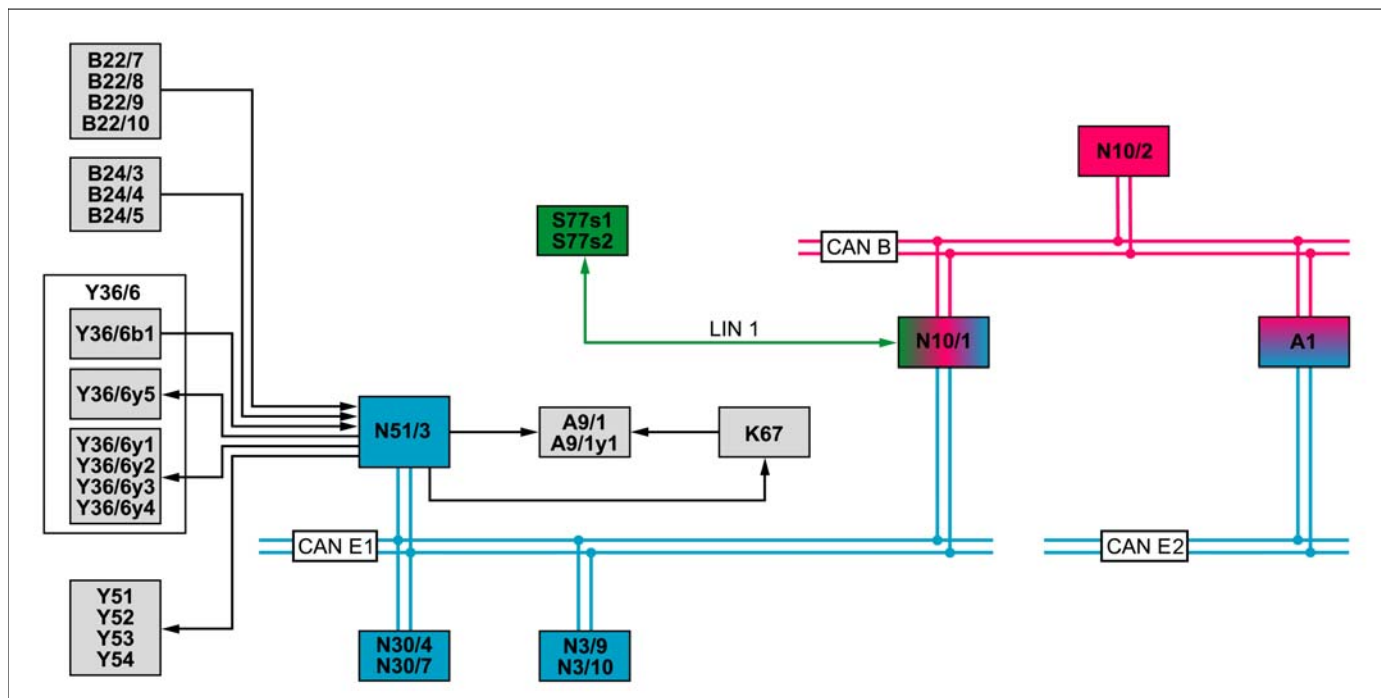 B22/7
B22/8
B22/9
B22/10
B24/3
B24/4
B24/5
Y36/6
Y36/6b1
Y36/6y5
Y36/6y1
Y36/6y2
Y36/6y3
Y36/6y4
Y51
Y52
Y53
Y54
N51/3
A9/1
A9/1y1
K67
S77s1
S77s2
LIN 1
N10/2
CAN B
N10/1
A1
CAN E1
CAN E2
N30/4
N30/7
N3/9
N3/10